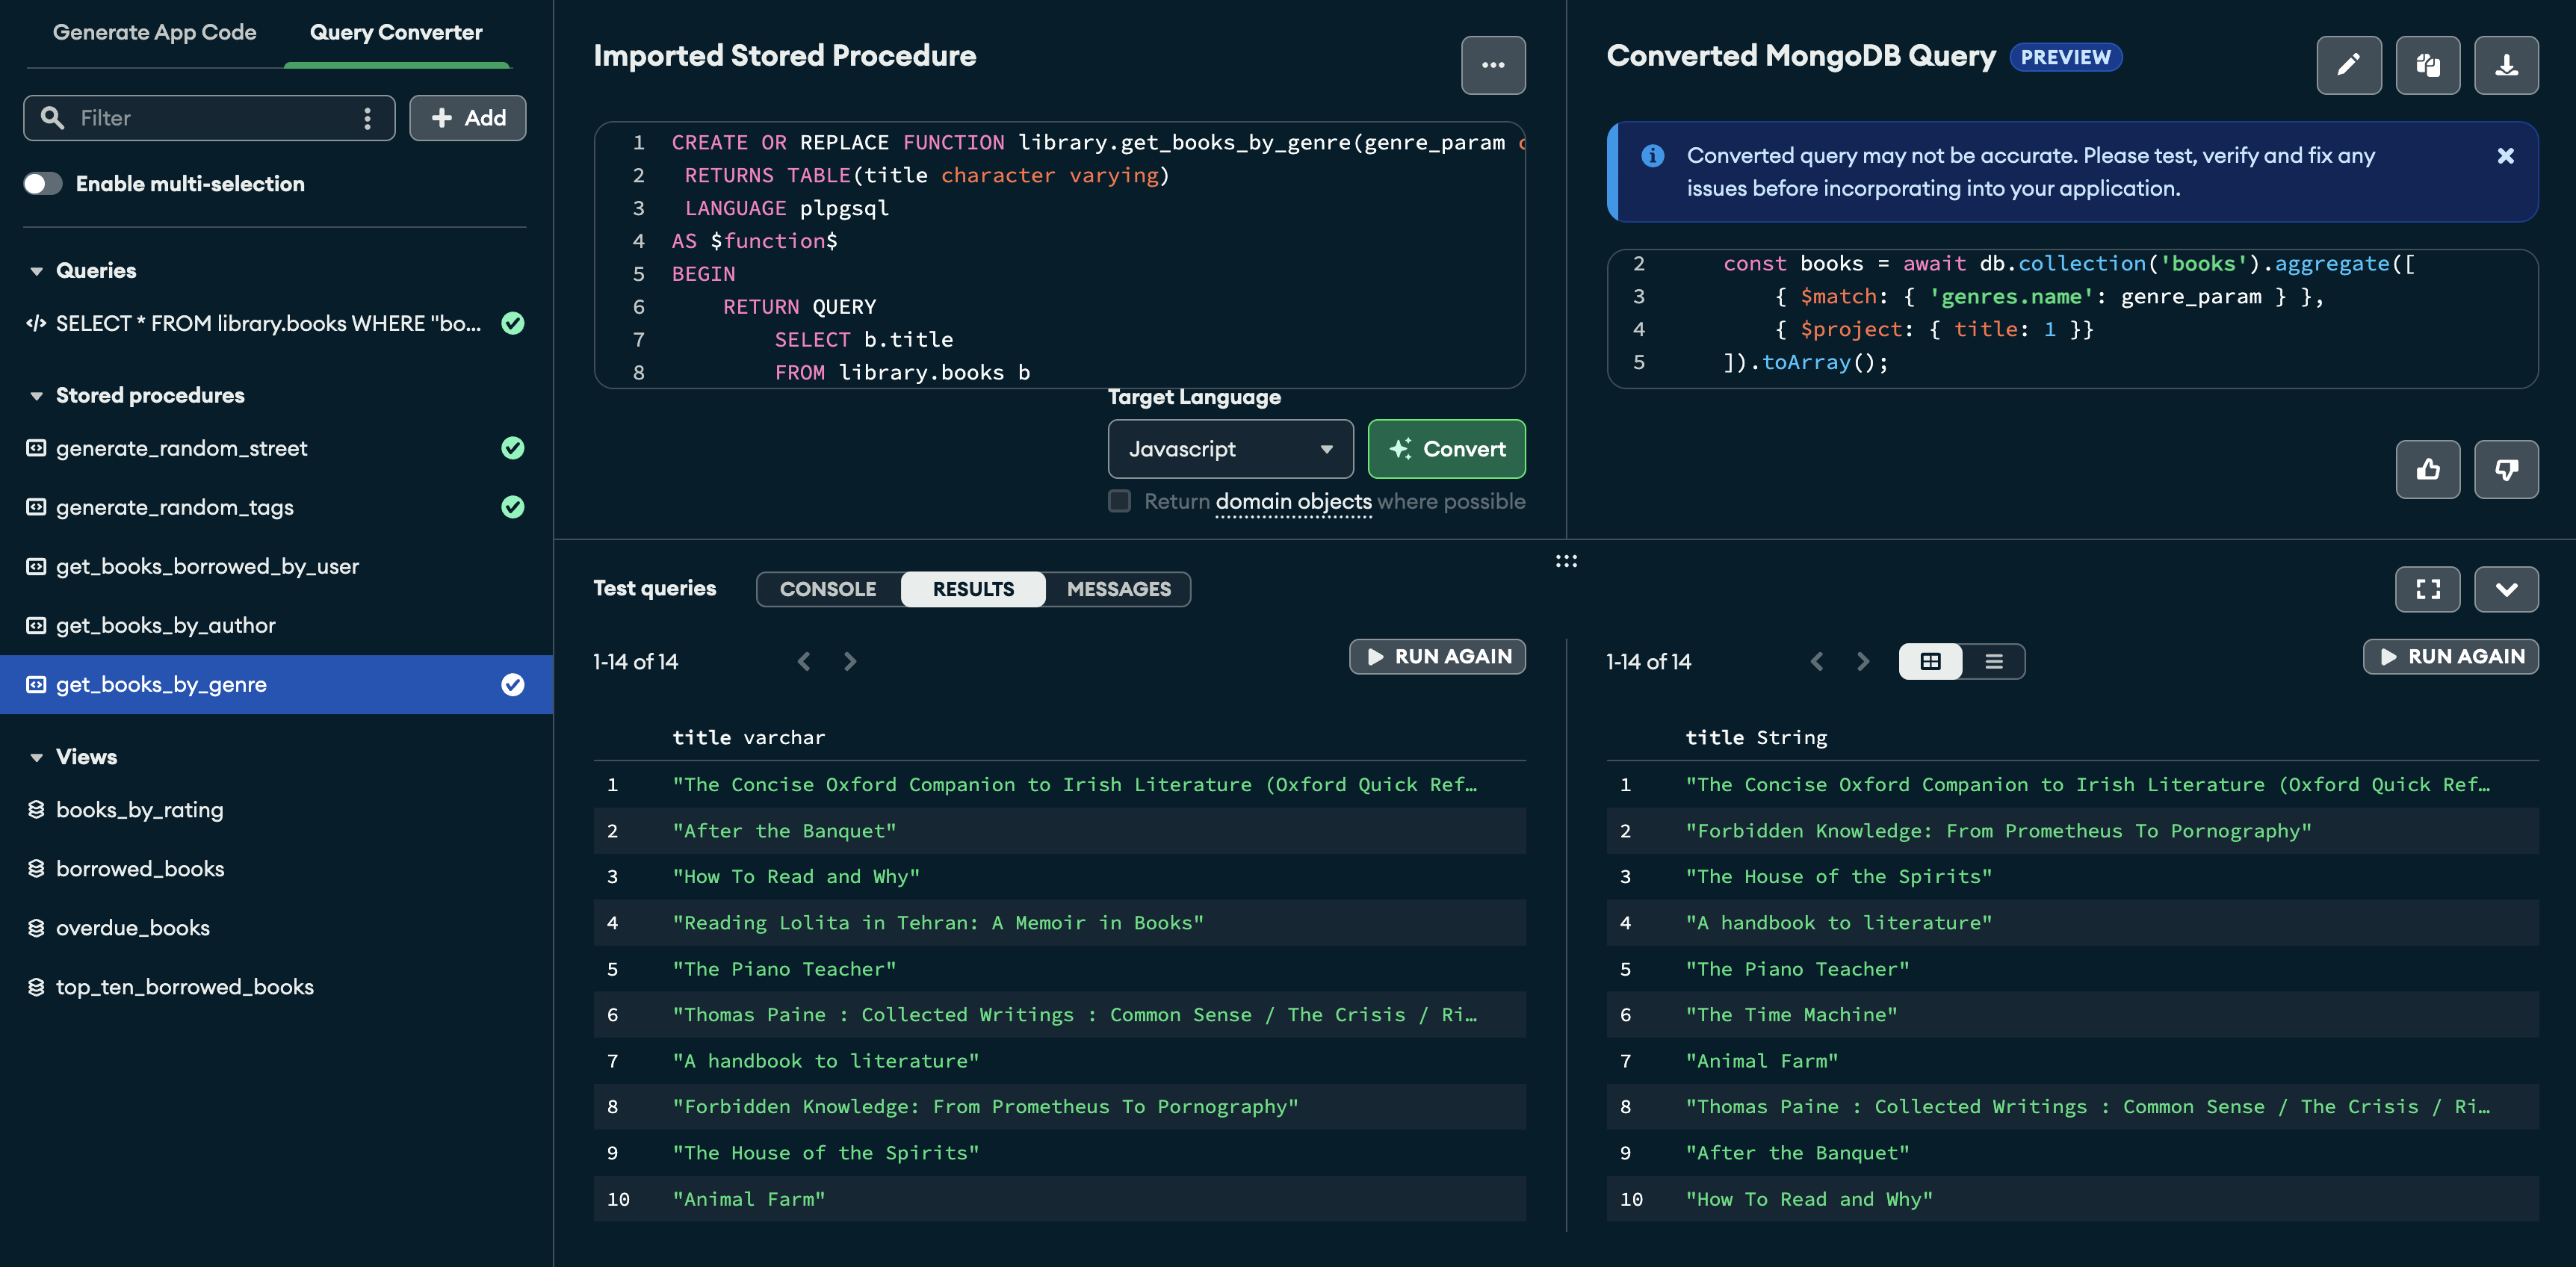 Generate App Code
Query Converter
Filter
Add
Enable multi-selection
Queries
SELECT * FROM library.books WHERE "bo...
Stored procedures
generate_random_street
generate_random_tags
get_books_borrowed_by_user
get_books_by_author
get_books_by_genre
Views
books_by_rating
borrowed_books
overdue_books
top_ten_borrowed_books
Imported Stored Procedure
1 CREATE OR REPLACE FUNCTION library.get_books_by_genre(genre_param
2 RETURNS TABLE(title character varying)
3 LANGUAGE plpgsql
4 AS $function$
5 BEGIN
6 RETURN QUERY
7 SELECT b.title
8 FROM library.books b
Target Language
Javascript
Convert
Return domain objects where possible
Converted MongoDB Query PREVIEW
Converted query may not be accurate. Please test, verify and fix any
issues before incorporating into your application.
2 const books = await db.collection('books').aggregate([
3 { $match: { 'genres.name': genre_param } },
4 { $project: { title: 1 }}
5 ]).toArray();
Test queries
CONSOLE
RESULTS
MESSAGES
1-14 of 14
RUN AGAIN
title varchar
1 "The Concise Oxford Companion to Irish Literature (Oxford Quick Ref...
2 "After the Banquet"
3 "How To Read and Why"
4 "Reading Lolita in Tehran: A Memoir in Books"
5 "The Piano Teacher"
6 "Thomas Paine : Collected Writings : Common Sense / The Crisis / Ri...
7 "A handbook to literature"
8 "Forbidden Knowledge: From Prometheus To Pornography"
9 "The House of the Spirits"
10 "Animal Farm"
1-14 of 14
RUN AGAIN
title String
1 "The Concise Oxford Companion to Irish Literature (Oxford Quick Ref...
2 "Forbidden Knowledge: From Prometheus To Pornography"
3 "The House of the Spirits"
4 "A handbook to literature"
5 "The Piano Teacher"
6 "The Time Machine"
7 "Animal Farm"
8 "Thomas Paine : Collected Writings : Common Sense / The Crisis / Ri...
9 "After the Banquet"
10 "How To Read and Why"